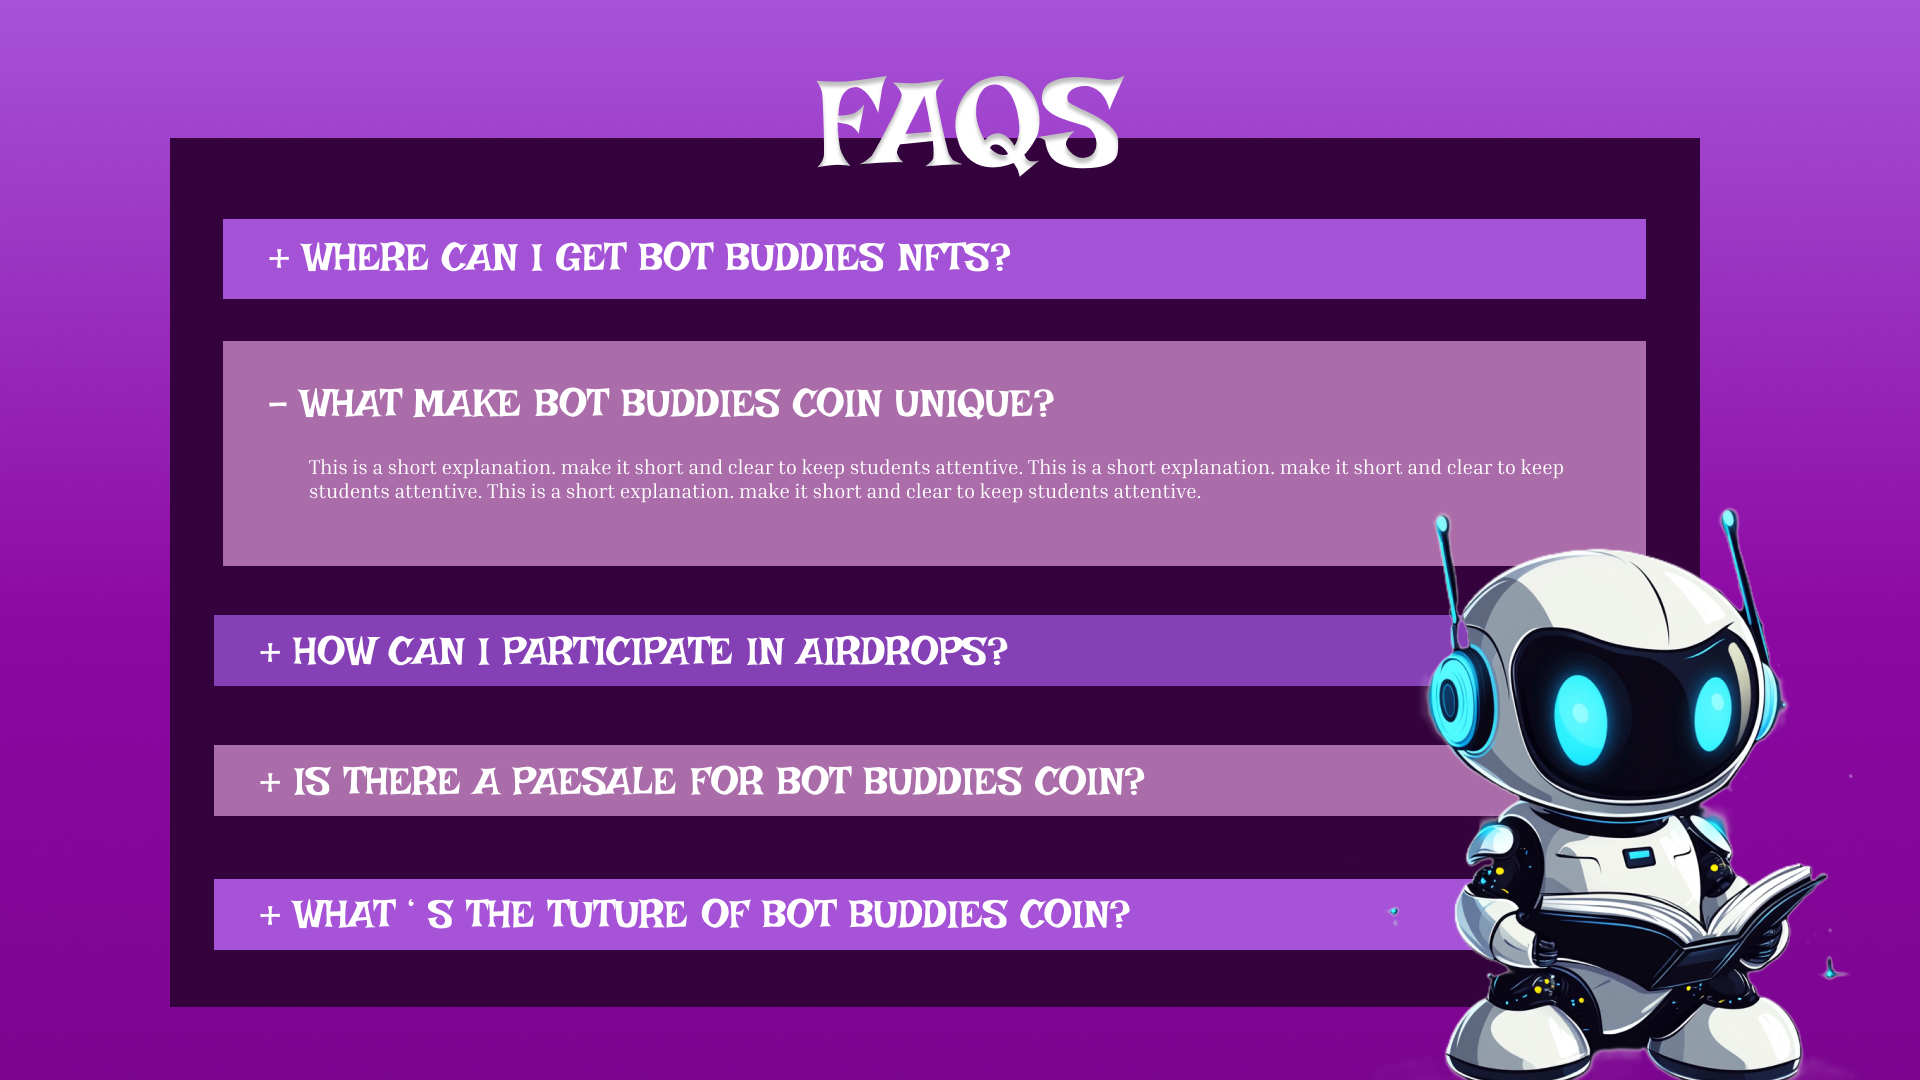 FAQS
+ WHERE CAN I GET BOT BUDDIES NFTS?
- WHAT MAKE BOT BUDDIES COIN UNIQUE?
This is a short explanation. make it short and clear to keep students attentive. This is a short explanation. make it short and clear to keep
students attentive. This is a short explanation. make it short and clear to keep students attentive.
+ HOW CAN I PARTICIPATE IN AIRDROPS?
+ IS THERE A PAESALE FOR BOT BUDDIES COIN?
+ WHAT ‘ S THE TUTURE OF BOT BUDDIES COIN?